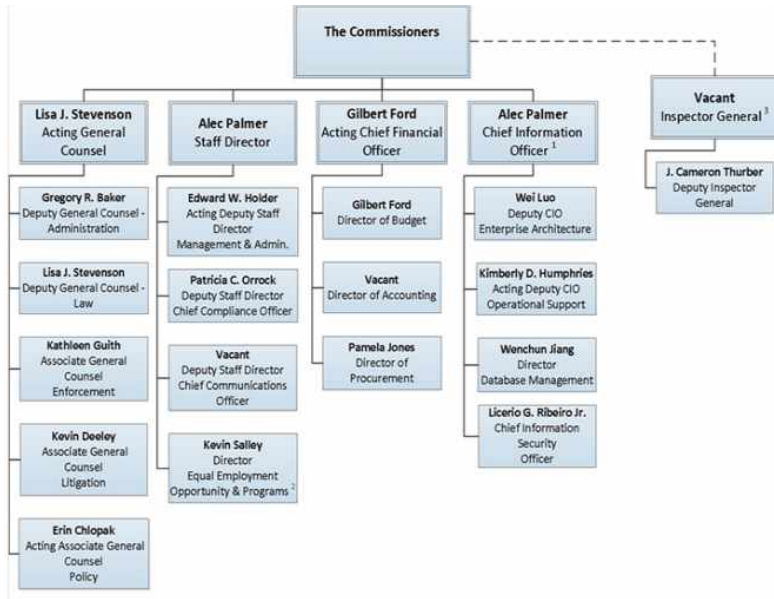 The Commissioners
Lisa J. Stevenson
Acting General
Counsel
Alec Palmer
Staff Director
Gilbert Ford
Acting Chief Financial
Officer
Alec Palmer
Chief Information
Officer 1
Vacant
Inspector General 3
Gregory R. Baker
Deputy General Counsel -
Administration
Lisa J. Stevenson
Deputy General Counsel -
Law
Kathleen Guith
Associate General
Counsel
Enforcement
Kevin Deeley
Associate General
Counsel
Litigation
Erin Chlopak
Acting Associate General
Counsel
Policy
Edward W. Holder
Acting Deputy Staff
Director
Management & Admin.
Patricia C. Orrock
Deputy Staff Director
Chief Compliance Officer
Vacant
Deputy Staff Director
Chief Communications
Officer
Kevin Salley
Director
Equal Employment
Opportunity & Programs 2
Gilbert Ford
Director of Budget
Vacant
Director of Accounting
Pamela Jones
Director of
Procurement
Wei Luo
Deputy CIO
Enterprise Architecture
Kimberly D. Humphries
Acting Deputy CIO
Operational Support
Wenchun Jiang
Director
Database Management
Licerio G. Ribeiro Jr.
Chief Information
Security
Officer
J. Cameron Thurber
Deputy Inspector
General